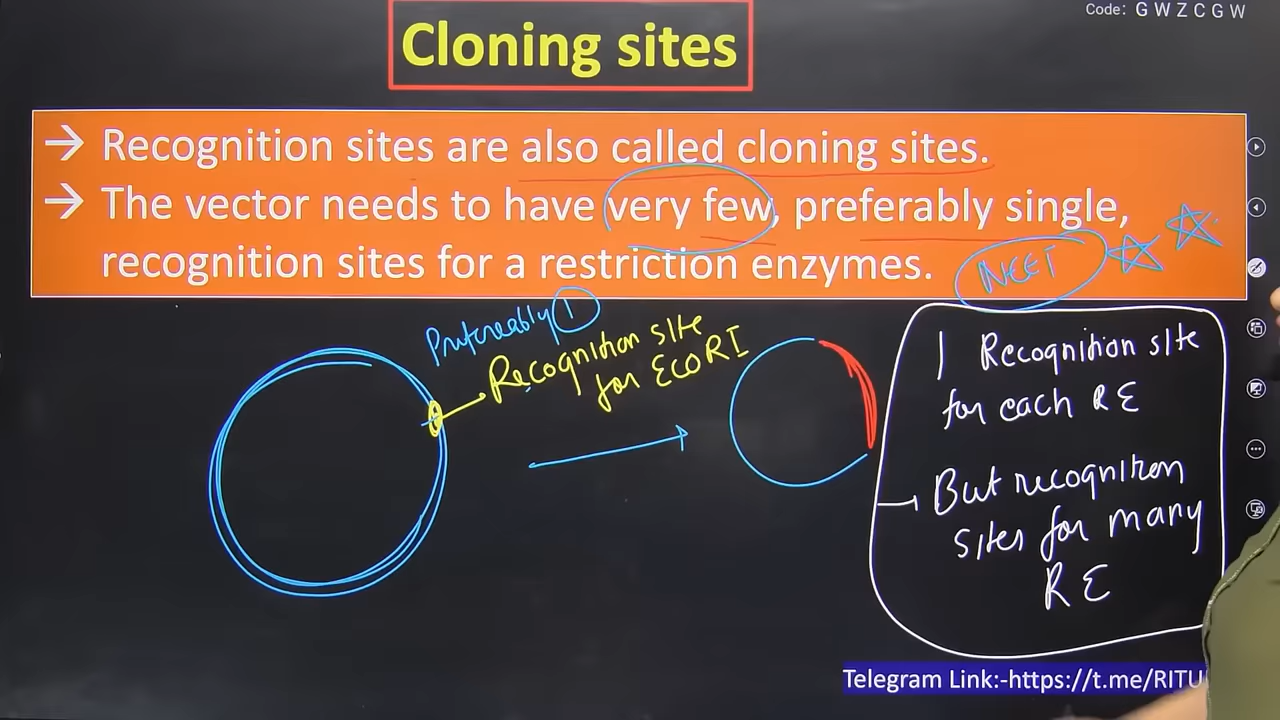 Code: G W Z C G W
Cloning sites
→ Recognition sites are also called cloning sites.
→ The vector needs to have very few, preferably single,
recognition sites for a restriction enzymes.
NEET
Prefereably 1
Recognition site
for ECORI
1 Recognition site
for each RE
→ But recognition
sites for many
RE
Telegram Link:-https://t.me/RITU